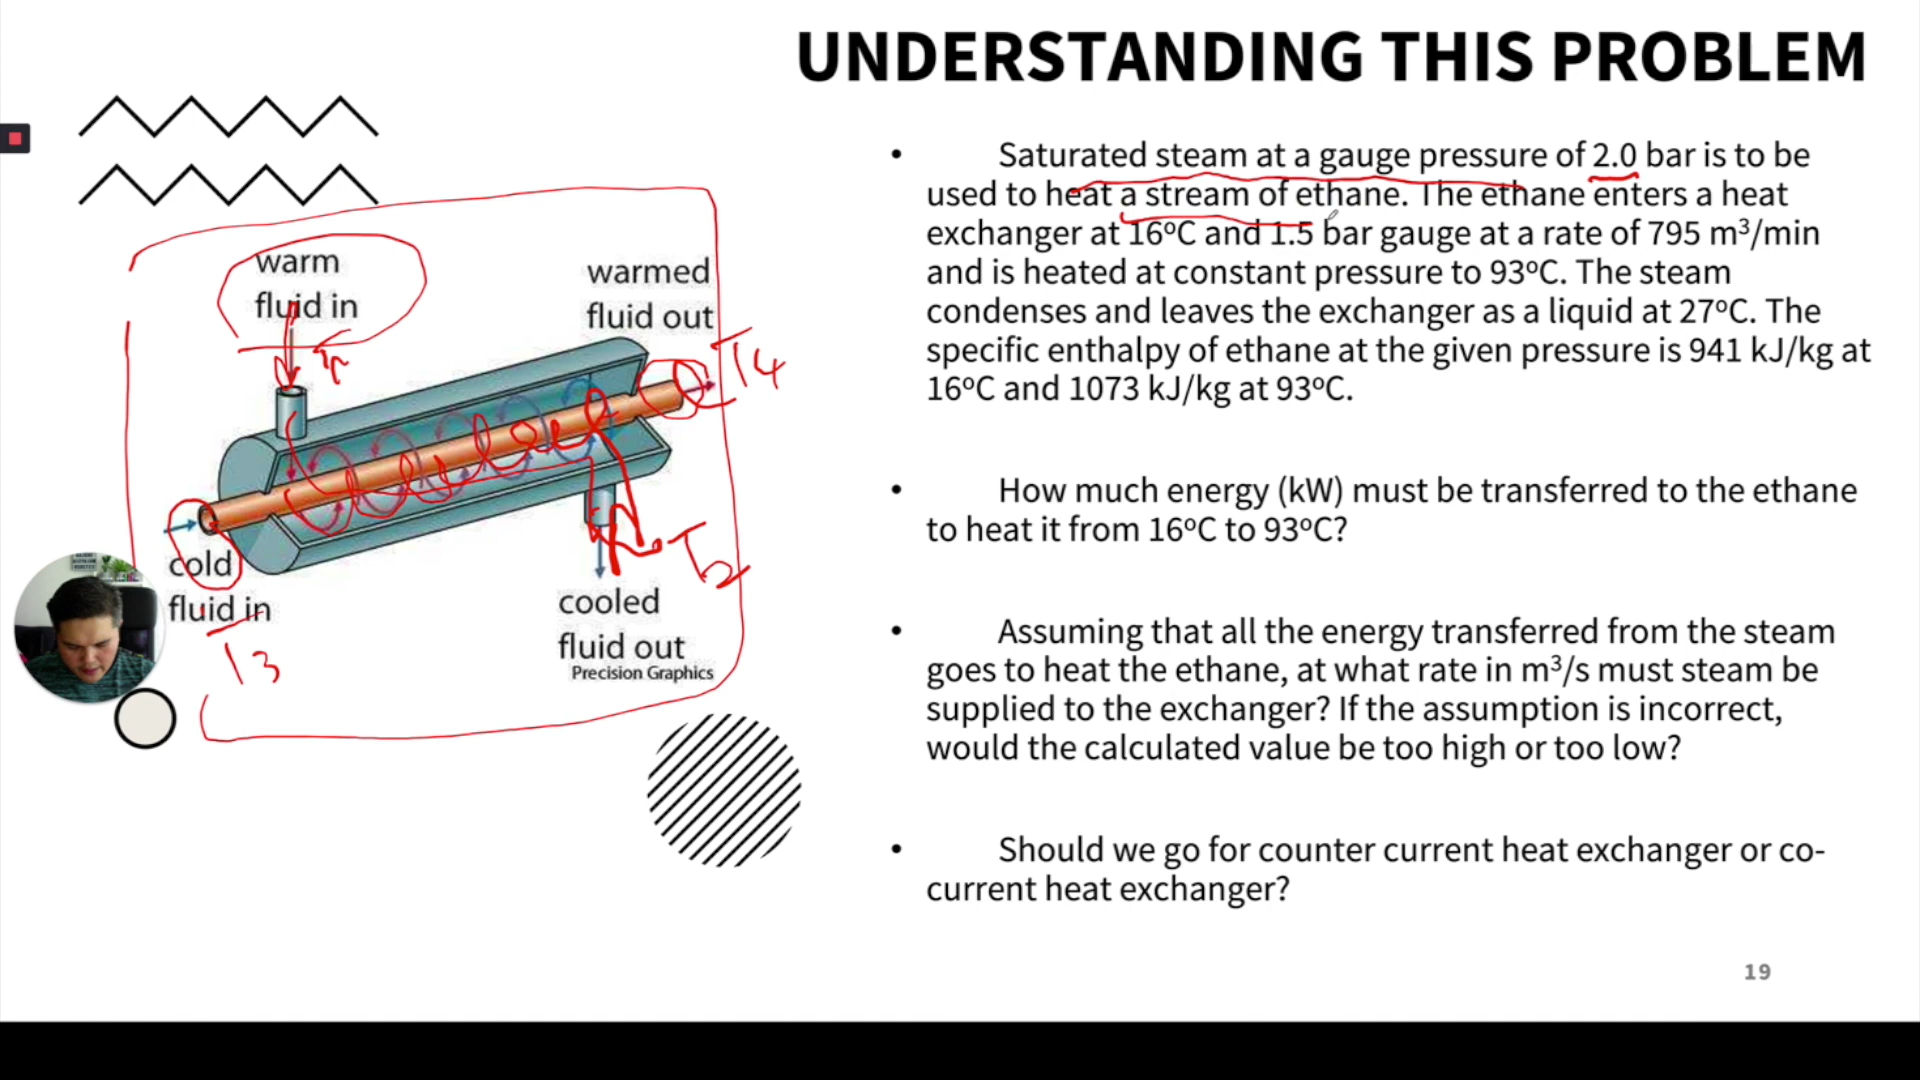 UNDERSTANDING THIS PROBLEM
• Saturated steam at a gauge pressure of 2.0 bar is to be
used to heat a stream of ethane. The ethane enters a heat
exchanger at 16ºC and 1.5 bar gauge at a rate of 795 m³/min
and is heated at constant pressure to 93ºC. The steam
condenses and leaves the exchanger as a liquid at 27ºC. The
specific enthalpy of ethane at the given pressure is 941 kJ/kg at
16ºC and 1073 kJ/kg at 93ºC.
• How much energy (kW) must be transferred to the ethane
to heat it from 16ºC to 93ºC?
• Assuming that all the energy transferred from the steam
goes to heat the ethane, at what rate in m³/s must steam be
supplied to the exchanger? If the assumption is incorrect,
would the calculated value be too high or too low?
• Should we go for counter current heat exchanger or co-
current heat exchanger?
warm
fluid in
warmed
fluid out
T4
cold
fluid in
T3
T2
cooled
fluid out
Precision Graphics
19